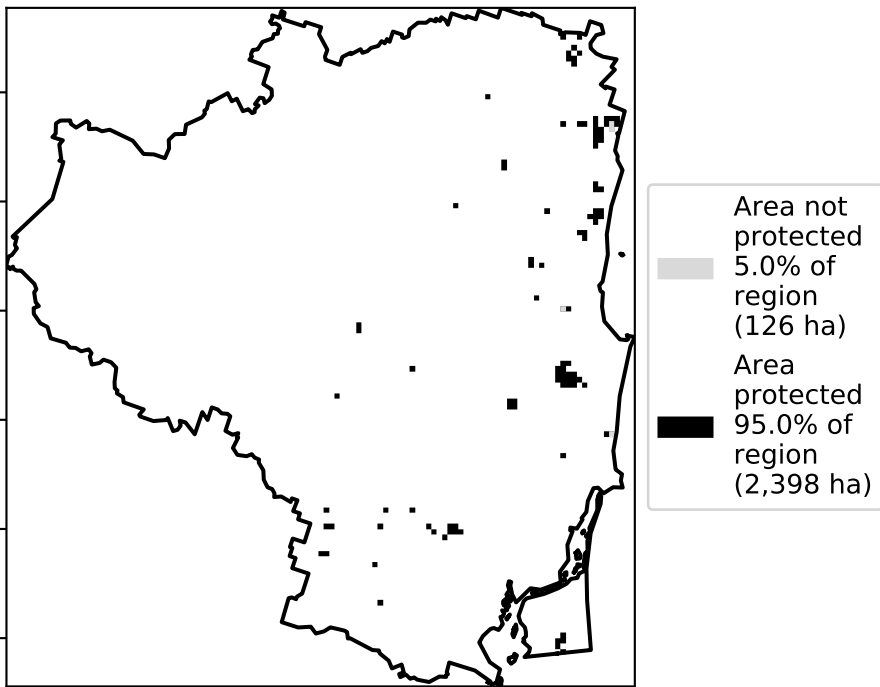 Area not
protected
5.0% of
region
(126 ha)
Area
protected
95.0% of
region
(2,398 ha)